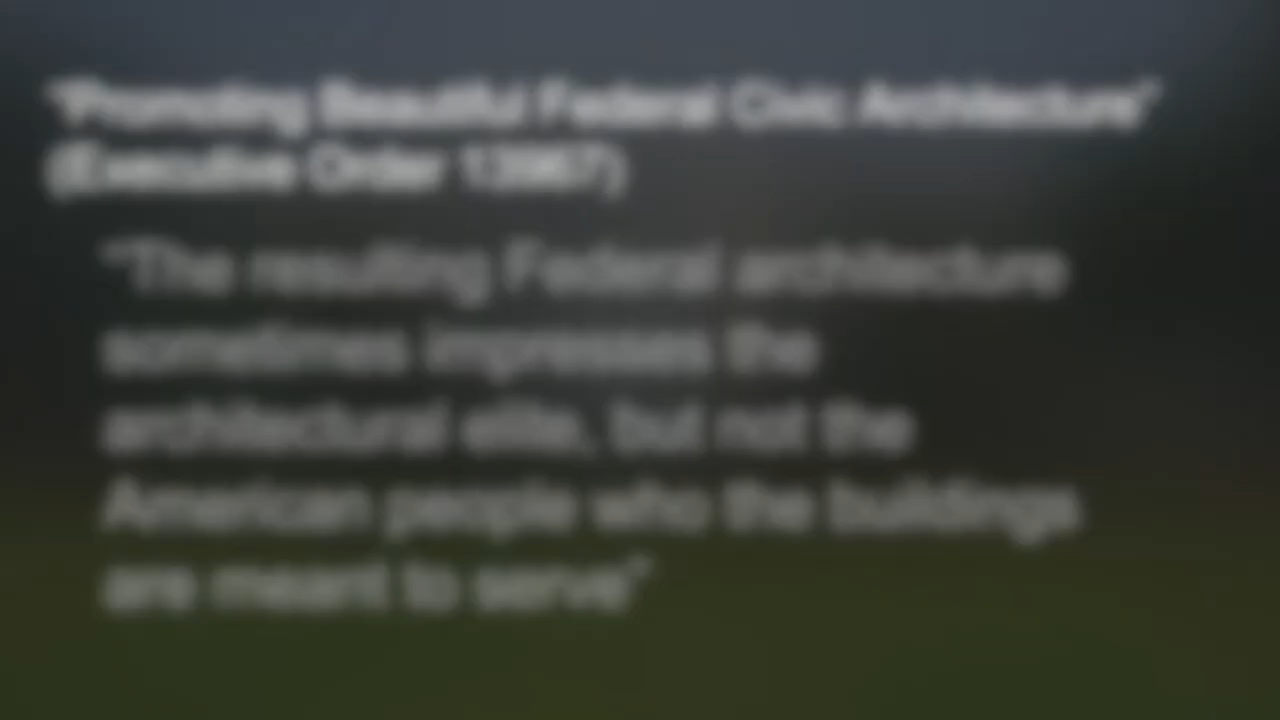 "Promoting Beautiful Federal Civic Architecture"
(Executive Order 13967)
"The resulting Federal architecture
sometimes impresses the
architectural elite, but not the
American people who the buildings
are meant to serve"